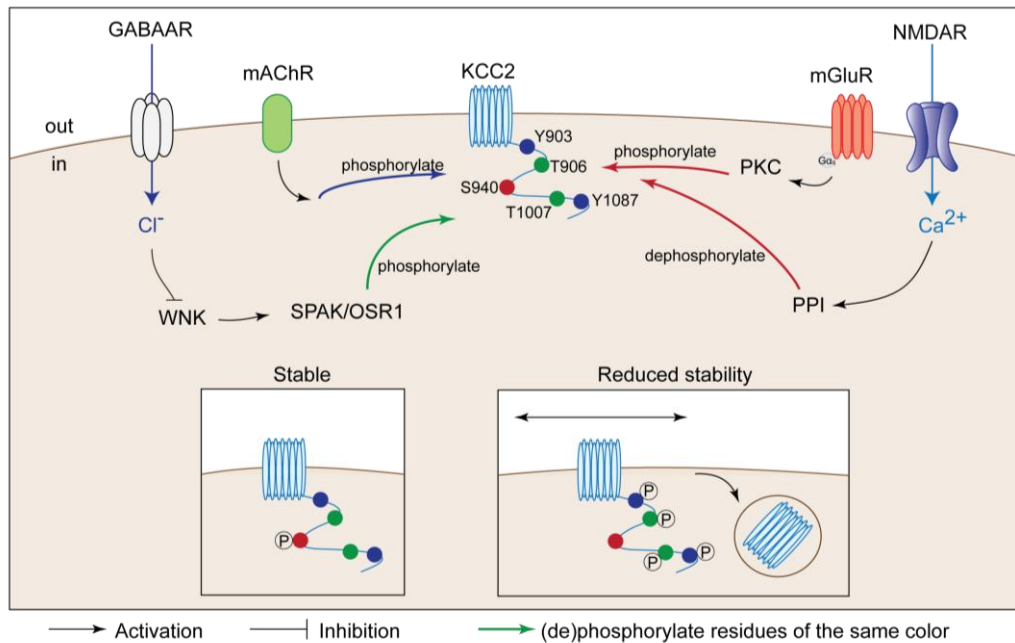 GABAAR
NMDAR
mAChR
KCC2
mGluR
out
in
Y903
phosphorylate
phosphorylate
PKC
Gαq
T906
S940
T1007
Y1087
Cl-
Ca2+
phosphorylate
dephosphorylate
WNK
SPAK/OSR1
PPI
Stable
Reduced stability
P
P
P
P
P
Activation
Inhibition
(de)phosphorylate residues of the same color